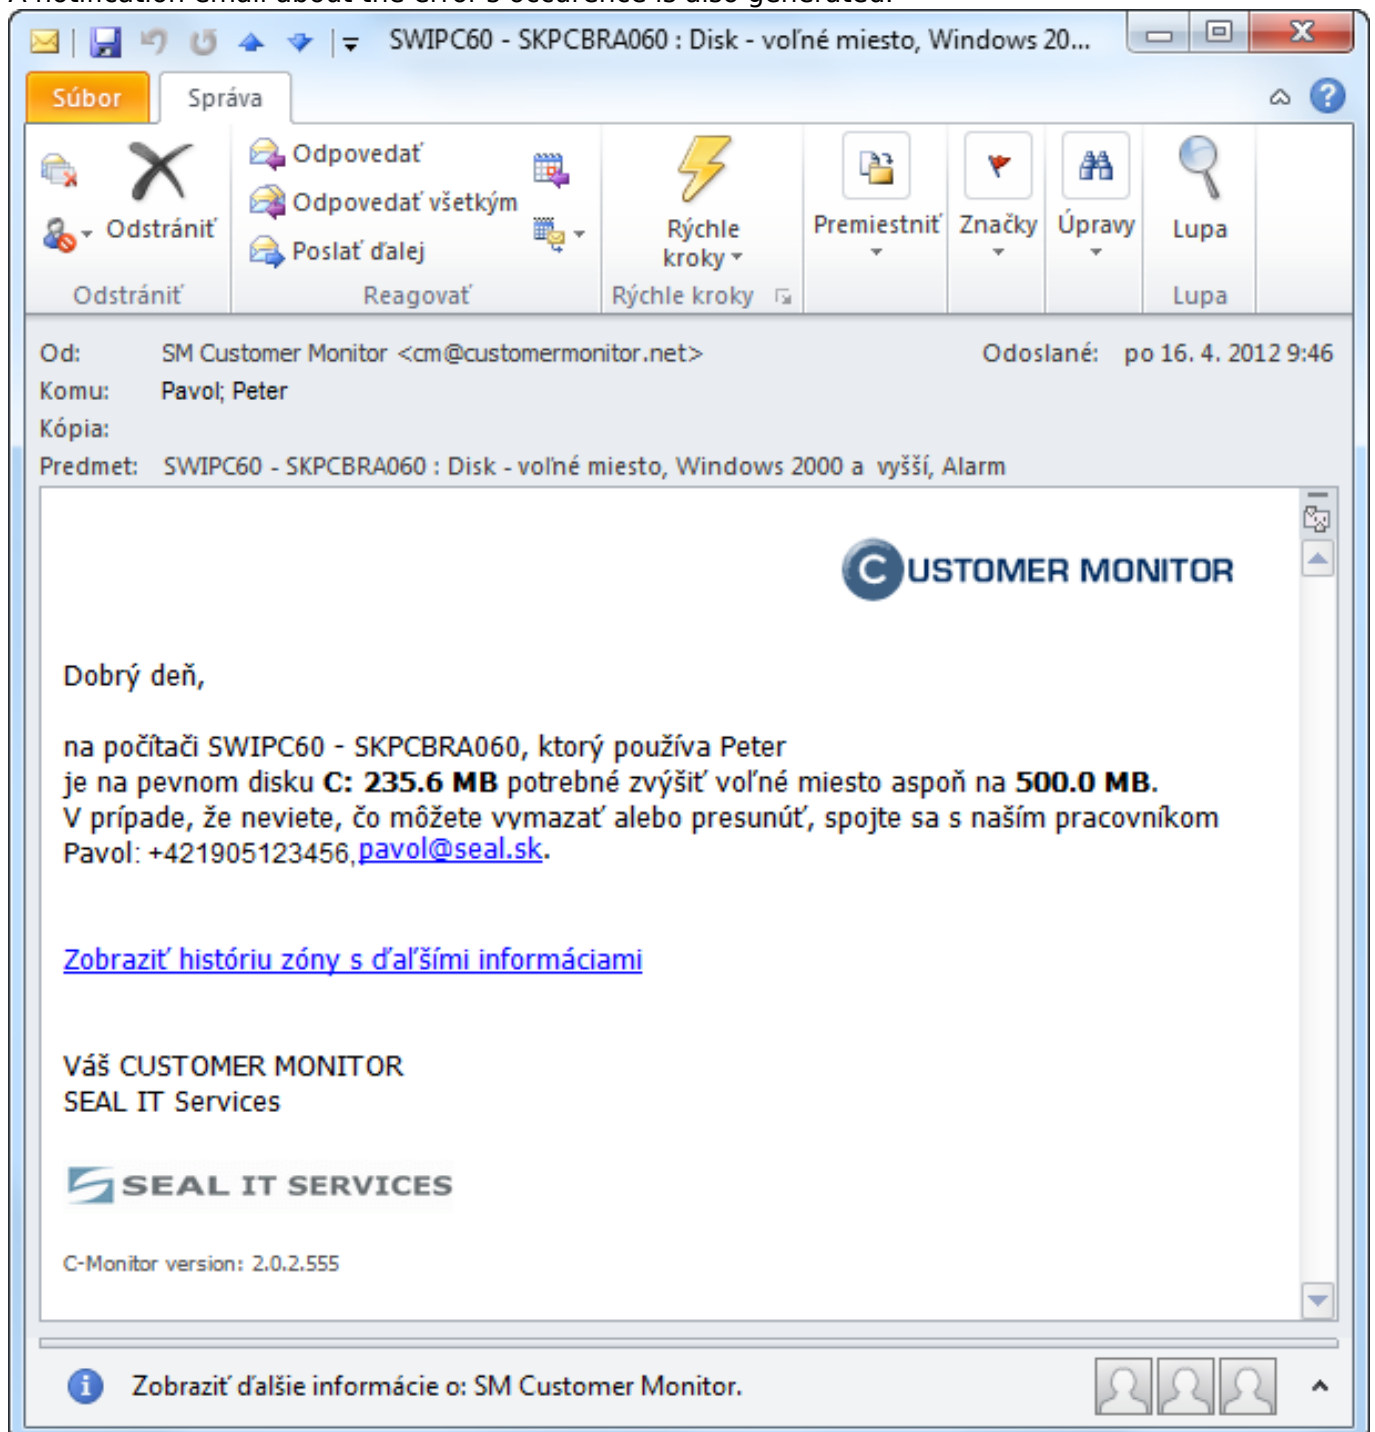 A notification email about the error's occurence is also generated.
SWIPC60 - SKPCBRA060 : Disk - voľné miesto, Windows 20...
Súbor
Správa
Odstrániť
Odpovedať
Odpovedať všetkým
Poslať ďalej
Rýchle
kroky
Premiestniť
Značky
Úpravy
Lupa
Odstrániť
Reagovať
Rýchle kroky
Lupa
Od: SM Customer Monitor <cm@customermonitor.net> Odoslané: po 16. 4. 2012 9:46
Komu: Pavol; Peter
Kópia:
Predmet: SWIPC60 - SKPCBRA060 : Disk - voľné miesto, Windows 2000 a vyšší, Alarm
CUSTOMER MONITOR
Dobrý deň,
na počítači SWIPC60 - SKPCBRA060, ktorý používa Peter
je na pevnom disku C: 235.6 MB potrebné zvýšiť voľné miesto aspoň na 500.0 MB.
V prípade, že neviete, čo môžete vymazať alebo presunúť, spojte sa s naším pracovníkom
Pavol: +421905123456, pavol@seal.sk.
Zobraziť históriu zóny s ďaľšími informáciami
Váš CUSTOMER MONITOR
SEAL IT Services
SEAL IT SERVICES
C-Monitor version: 2.0.2.555
Zobraziť ďalšie informácie o: SM Customer Monitor.